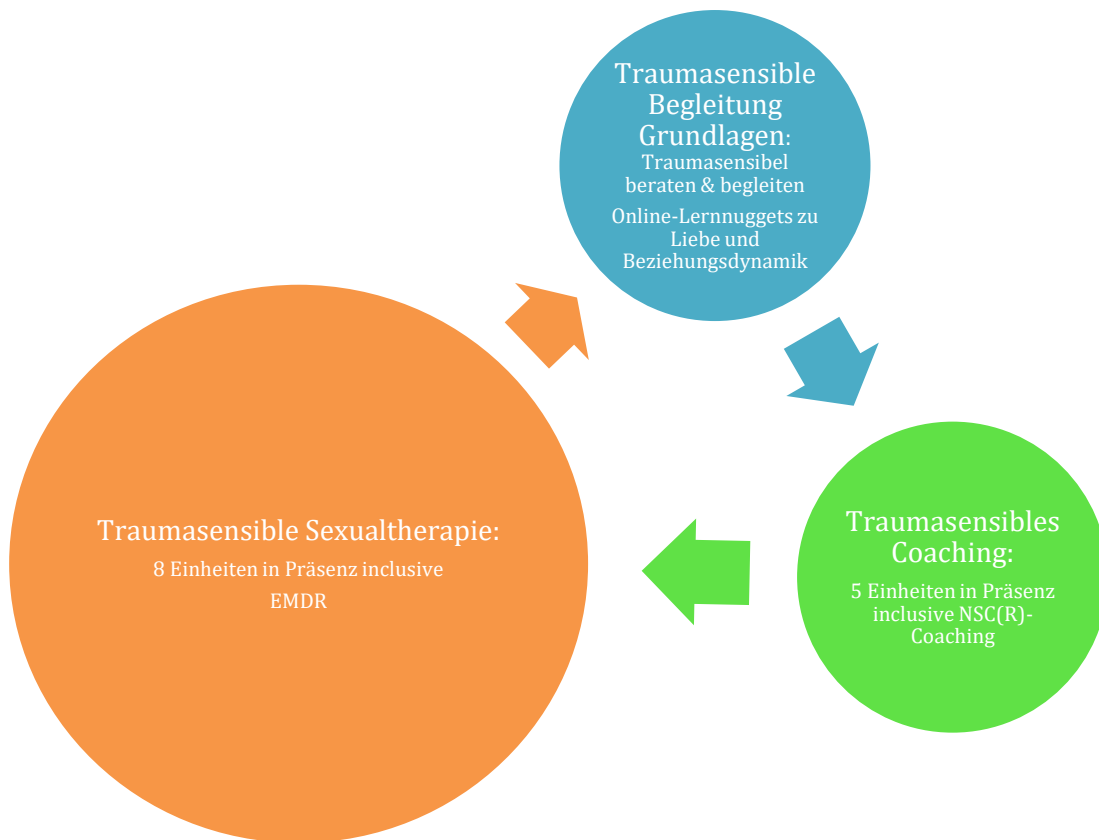 Traumasensible
Begleitung
Grundlagen:
Traumasensibel
beraten & begleiten
Online-Lernnuggets zu
Liebe und
Beziehungsdynamik
Traumasensibles
Coaching:
5 Einheiten in Präsenz
inclusive NSC(R)-
Coaching
Traumasensible Sexualtherapie:
8 Einheiten in Präsenz inclusive
EMDR